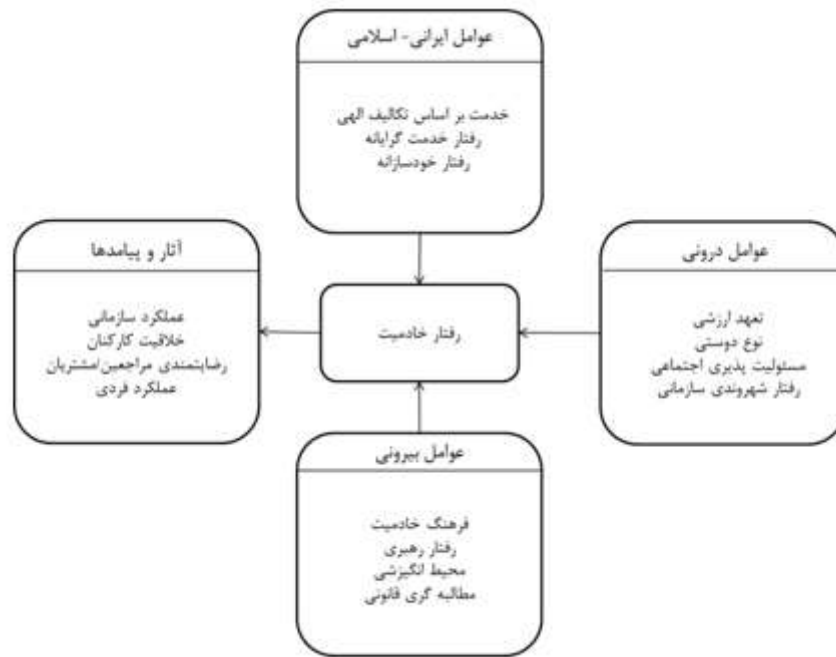 عوامل ایرانی- اسلامی
خدمت بر اساس تکالیف الهی
رفتار خدمت گرایانه
رفتار خودسازانه
عوامل درونی
تعهد ارزشی
نوع دوستی
مسئولیت پذیری اجتماعی
رفتار شهروندی سازمانی
رفتار خادمیت
آثار و پیامدها
عملکرد سازمانی
خلاقیت کارکنان
رضایتمندی مراجعین/مشتریان
عملکرد فردی
عوامل بیرونی
فرهنگ خادمیت
رفتار رهبری
محیط انگیزشی
مطالبه گری قانونی